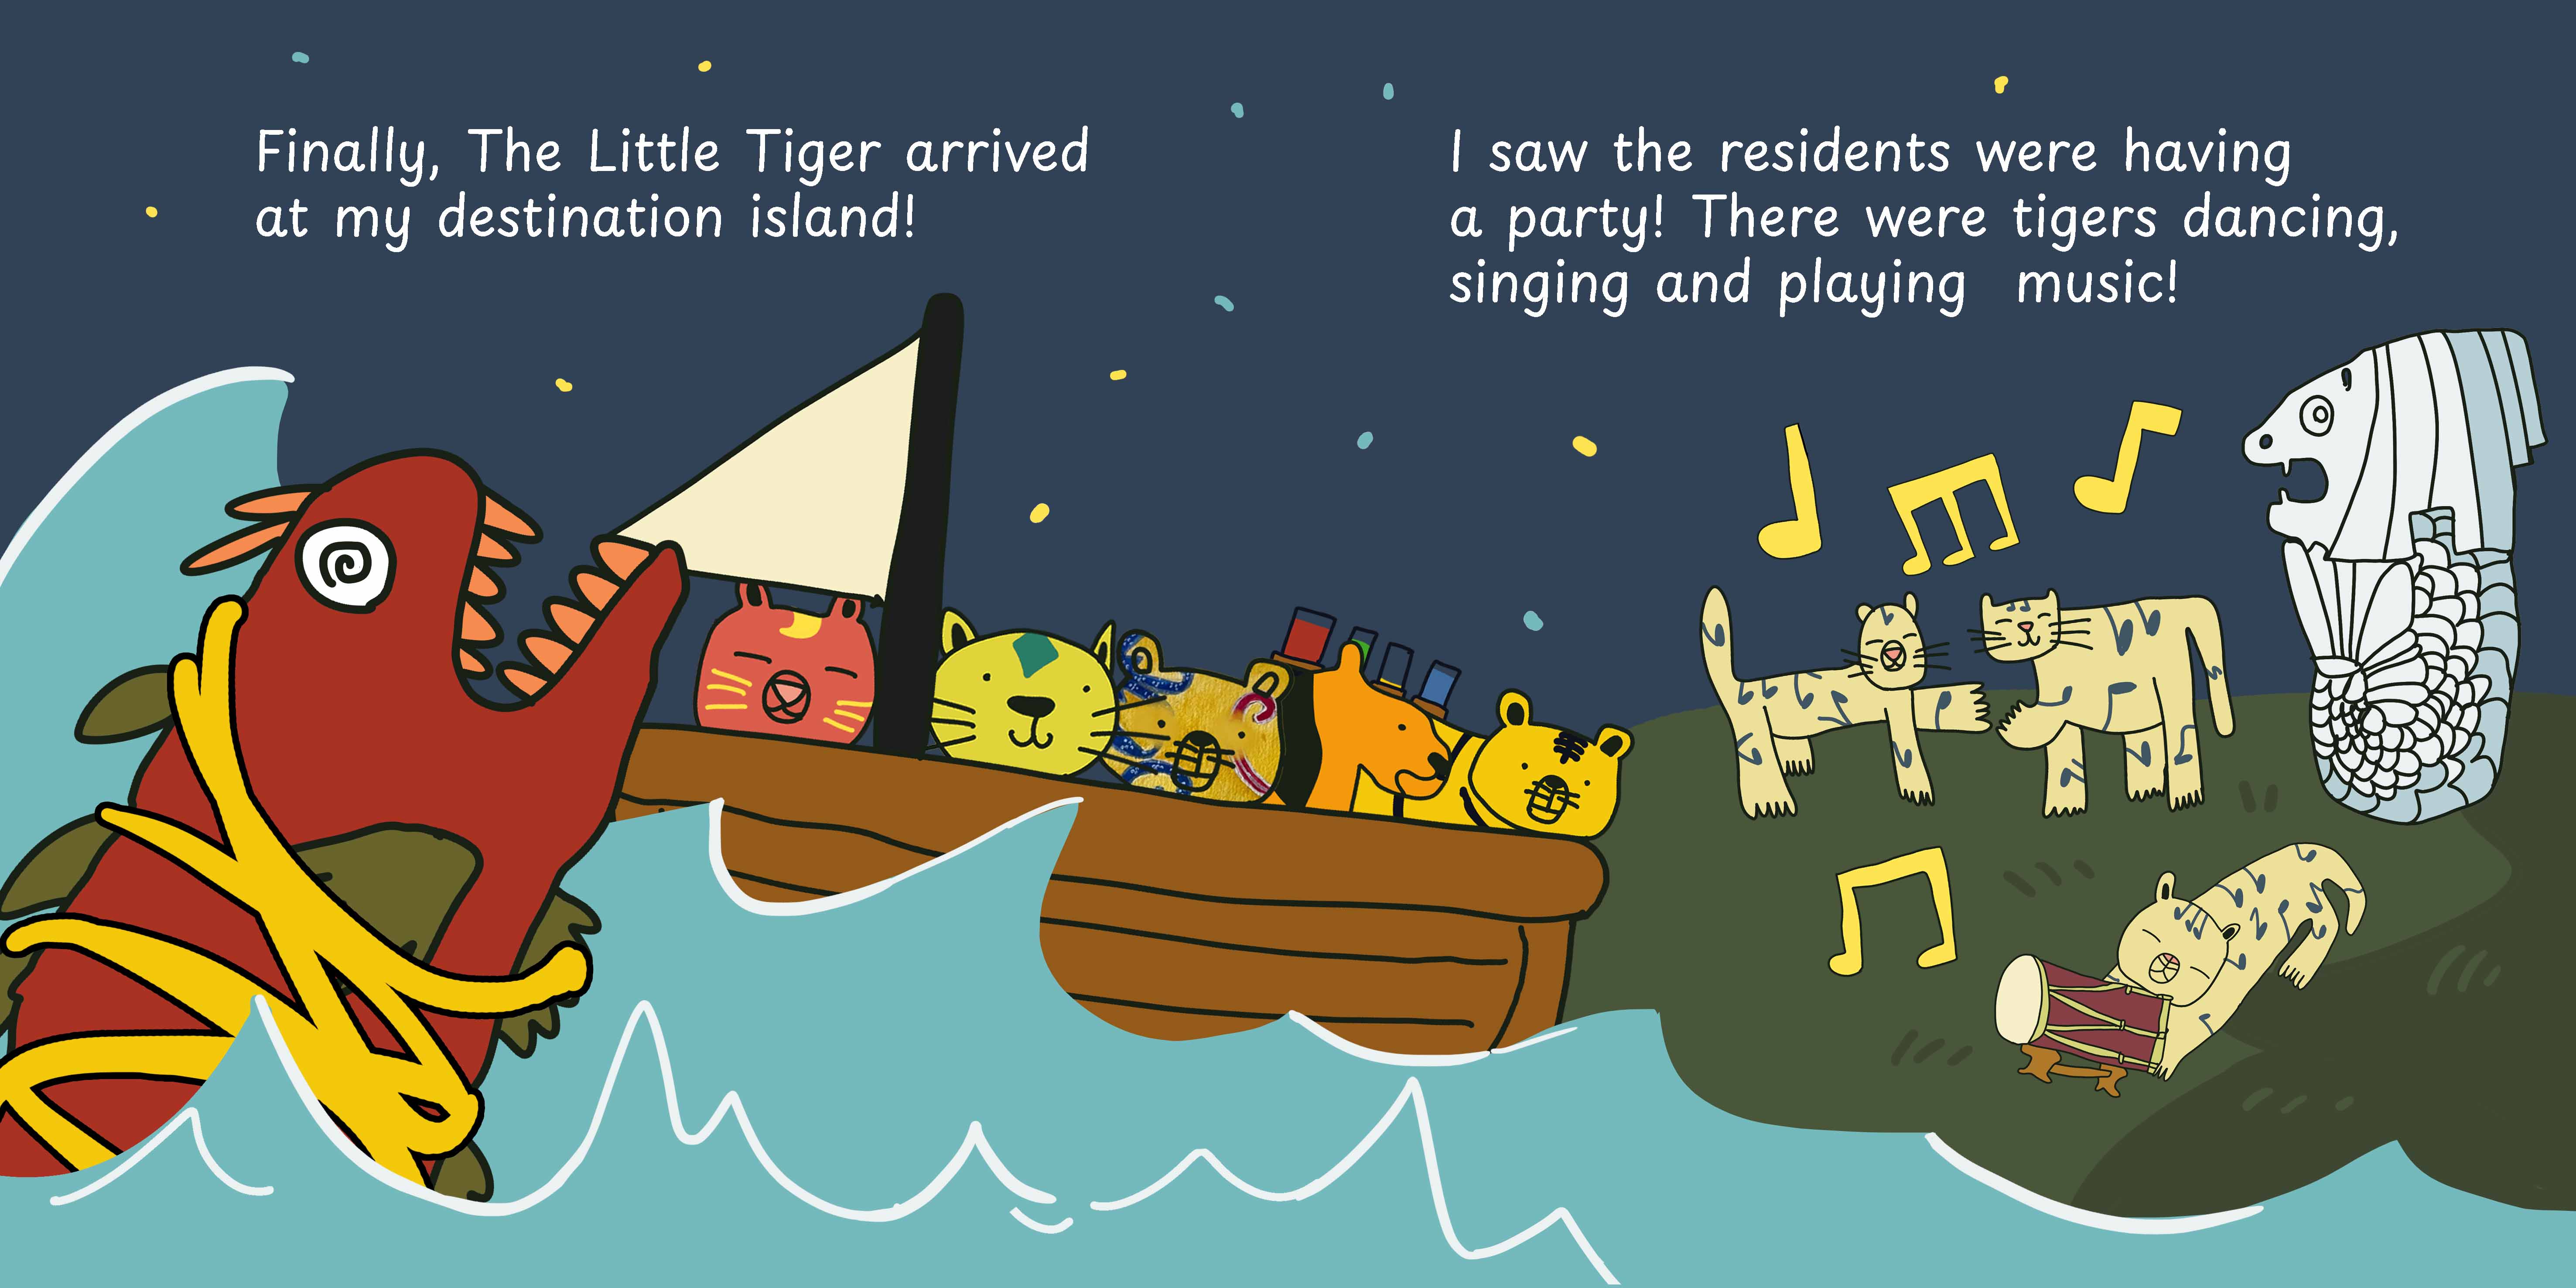 Finally, The Little Tiger arrived
at my destination island!
I saw the residents were having
a party! There were tigers dancing,
singing and playing music!